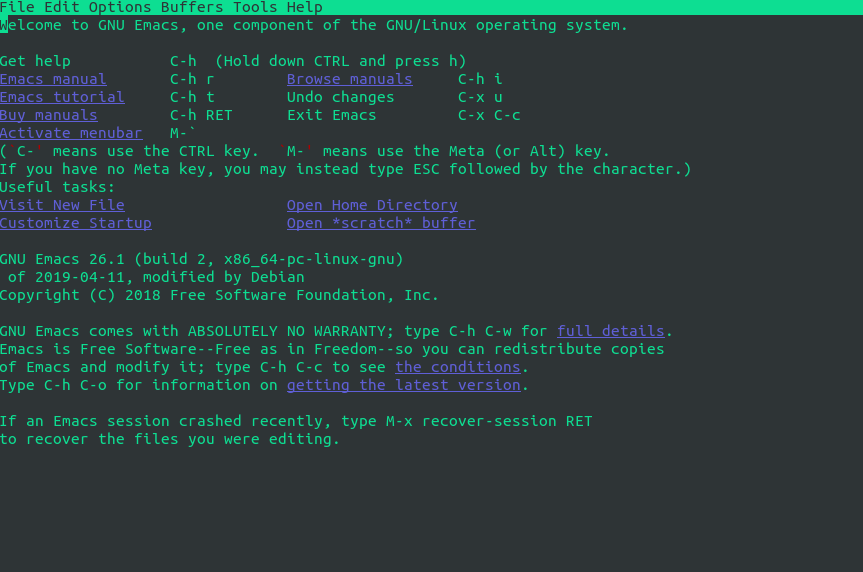 File Edit Options Buffers Tools Help
Welcome to GNU Emacs, one component of the GNU/Linux operating system.
Get help C-h (Hold down CTRL and press h)
Emacs manual C-h r Browse manuals C-h i
Emacs tutorial C-h t Undo changes C-x u
Buy manuals C-h RET Exit Emacs C-x C-c
Activate menubar M-`
( C- means use the CTRL key. M- means use the Meta (or Alt) key.
If you have no Meta key, you may instead type ESC followed by the character.)
Useful tasks:
Visit New File Open Home Directory
Customize Startup Open *scratch* buffer
GNU Emacs 26.1 (build 2, x86_64-pc-linux-gnu)
of 2019-04-11, modified by Debian
Copyright (C) 2018 Free Software Foundation, Inc.
GNU Emacs comes with ABSOLUTELY NO WARRANTY; type C-h C-w for full details.
Emacs is Free Software--Free as in Freedom--so you can redistribute copies
of Emacs and modify it; type C-h C-c to see the conditions.
Type C-h C-o for information on getting the latest version.
If an Emacs session crashed recently, type M-x recover-session RET
to recover the files you were editing.